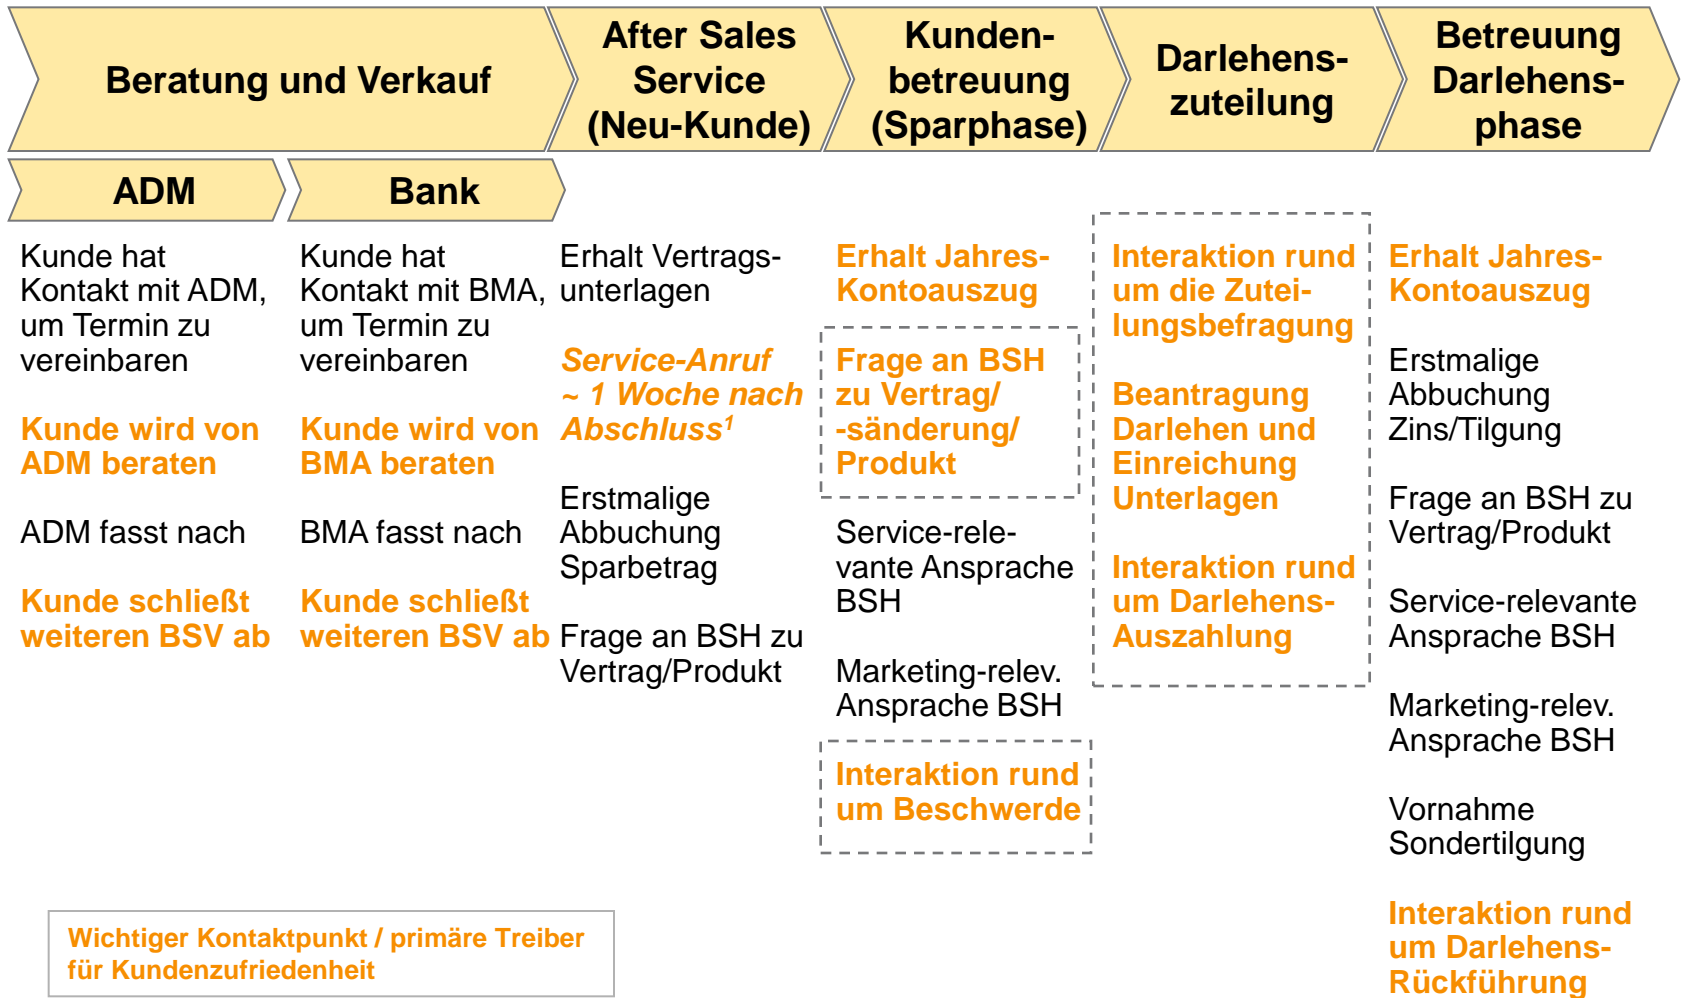 Beratung und Verkauf
After Sales
Service
(Neu-Kunde)
Kunden-
betreuung
(Sparphase)
Darlehens-
zuteilung
Betreuung
Darlehens-
phase
ADM
Bank
Kunde hat
Kontakt mit ADM,
um Termin zu
vereinbaren
Kunde wird von
ADM beraten
ADM fasst nach
Kunde schließt
weiteren BSV ab
Kunde hat
Kontakt mit BMA,
um Termin zu
vereinbaren
Kunde wird von
BMA beraten
BMA fasst nach
Kunde schließt
weiteren BSV ab
Erhalt Vertrags-
unterlagen
Service-Anruf
~ 1 Woche nach
Abschluss¹
Erstmalige
Abbuchung
Sparbetrag
Frage an BSH zu
Vertrag/Produkt
Erhalt Jahres-
Kontoauszug
Frage an BSH
zu Vertrag/
-sänderung/
Produkt
Service-rele-
vante Ansprache
BSH
Marketing-relev.
Ansprache BSH
Interaktion rund
um Beschwerde
Interaktion rund
um die Zutei-
lungsbefragung
Beantragung
Darlehen und
Einreichung
Unterlagen
Interaktion rund
um Darlehens-
Auszahlung
Erhalt Jahres-
Kontoauszug
Erstmalige
Abbuchung
Zins/Tilgung
Frage an BSH zu
Vertrag/Produkt
Service-relevante
Ansprache BSH
Marketing-relev.
Ansprache BSH
Vornahme
Sondertilgung
Interaktion rund
um Darlehens-
Rückführung
Wichtiger Kontaktpunkt / primäre Treiber
für Kundenzufriedenheit